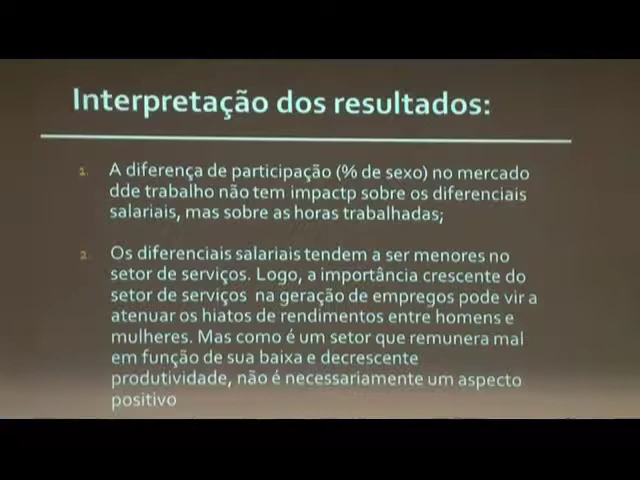 Interpretação dos resultados:
1. A diferença de participação (% de sexo) no mercado
dde trabalho não tem impactp sobre os diferenciais
salariais, mas sobre as horas trabalhadas;
2. Os diferenciais salariais tendem a ser menores no
setor de serviços. Logo, a importância crescente do
setor de serviços na geração de empregos pode vir a
atenuar os hiatos de rendimentos entre homens e
mulheres. Mas como é um setor que remunera mal
em função de sua baixa e decrescente
produtividade, não é necessariamente um aspecto
positivo